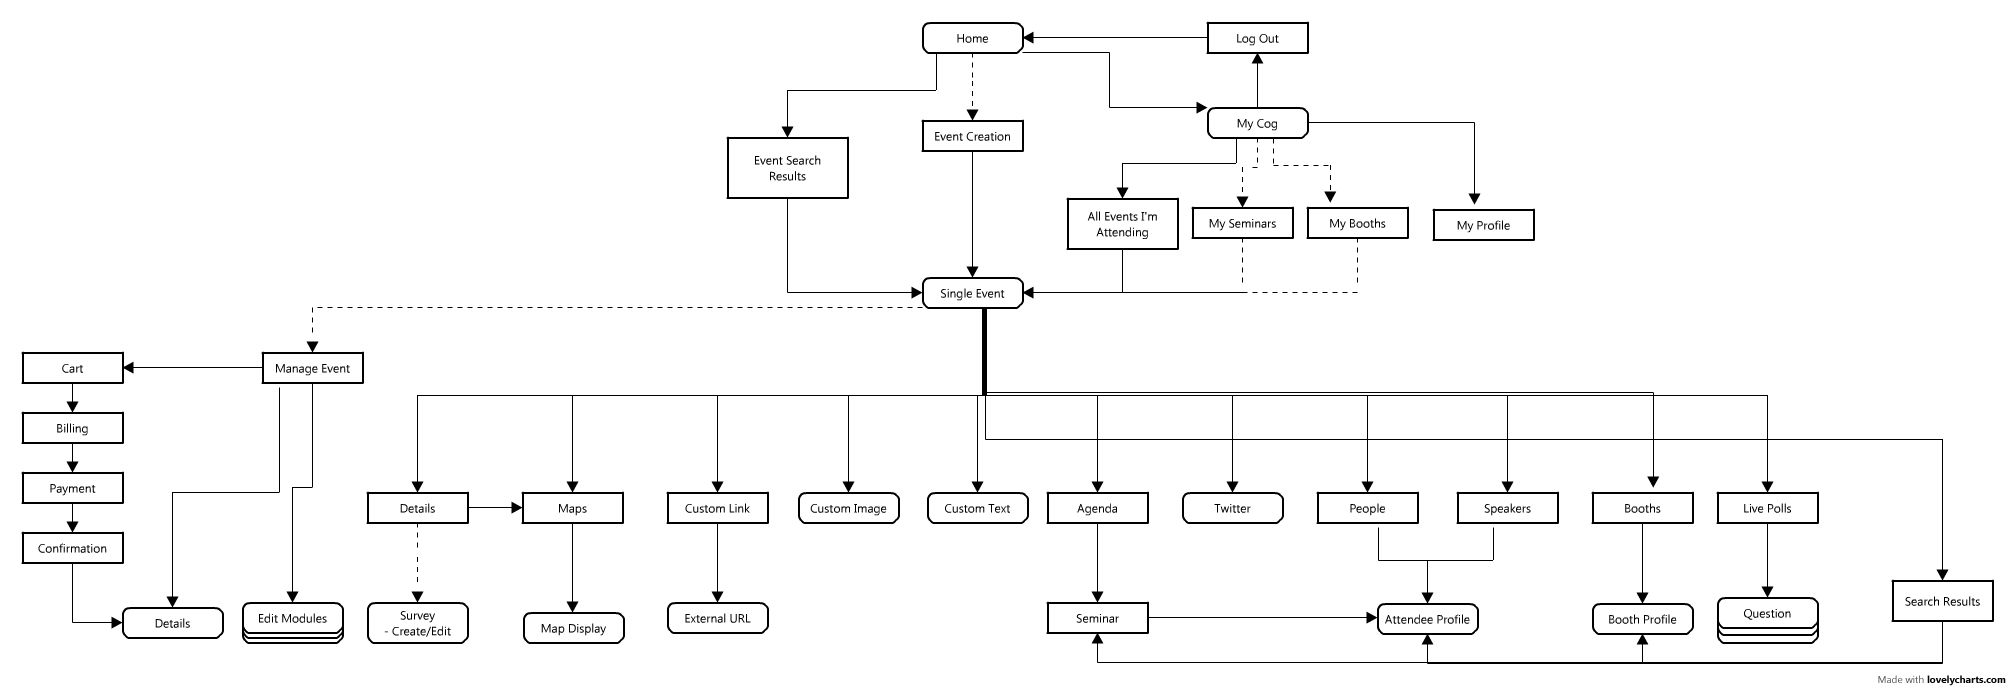 Home
Log Out
My Cog
Event Creation
Event Search
Results
All Events I'm
Attending
My Seminars
My Booths
My Profile
Single Event
Cart
Manage Event
Billing
Payment
Confirmation
Details
Edit Modules
Details
Maps
Custom Link
Custom Image
Custom Text
Agenda
Twitter
People
Speakers
Booths
Live Polls
Survey
- Create/Edit
Map Display
External URL
Seminar
Attendee Profile
Booth Profile
Question
Search Results
Made with lovelycharts.com